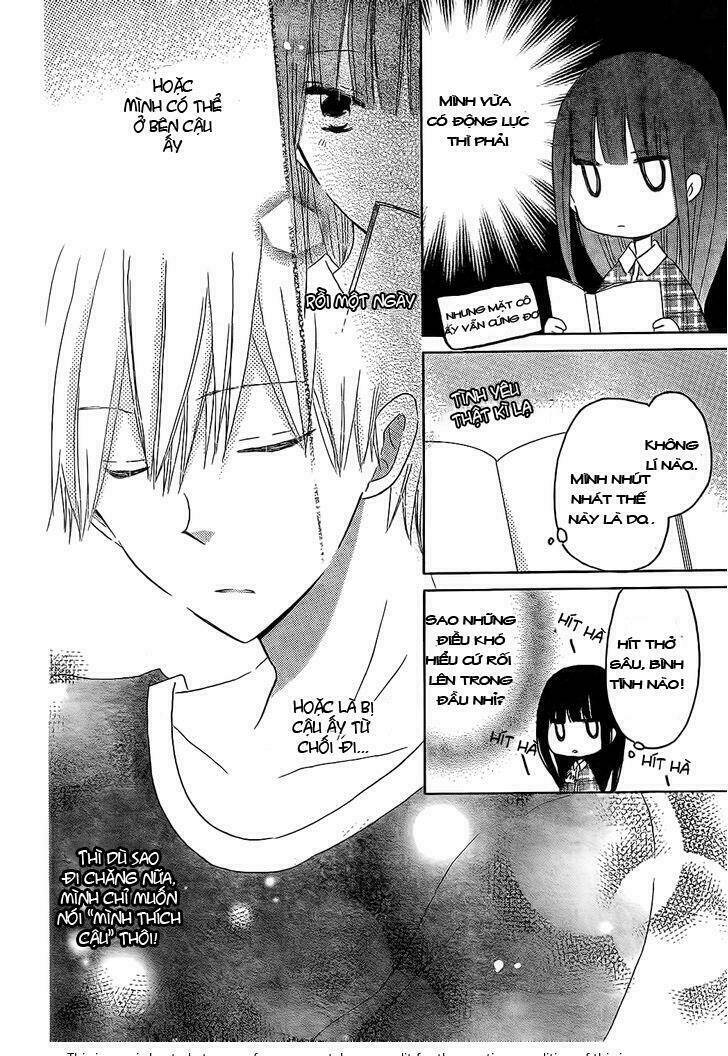 MÌNH VỪA
CÓ ĐỘNG LỰC
THÌ PHẢI
NHƯNG MẶT CÔ
ẤY VẪN CỨNG ĐƠ
TÌNH YÊU
THẬT KÌ LẠ
KHÔNG
LÍ NÀO..
MÌNH NHÚT
NHÁT THẾ
NÀY LÀ DO..
HÍT THỞ
SÂU, BÌNH
TĨNH NÀO!
HÍT HÀ
SAO NHỮNG
ĐIỀU KHÓ
HIỂU CỨ RỐI
LÊN TRONG
ĐẦU NHỈ?
HÍT HÀ
HÍT HÀ
RỒI MỘT NGÀY
HOẶC
MÌNH CÓ THỂ
Ở BÊN CẬU
ẤY
HOẶC LÀ BỊ
CẬU ẤY TỪ
CHỐI ĐI...
THÌ DÙ SAO
ĐI CHĂNG NỮA,
MÌNH CHỈ MUỐN
NÓI "MÌNH THÍCH
CẬU" THÔI!